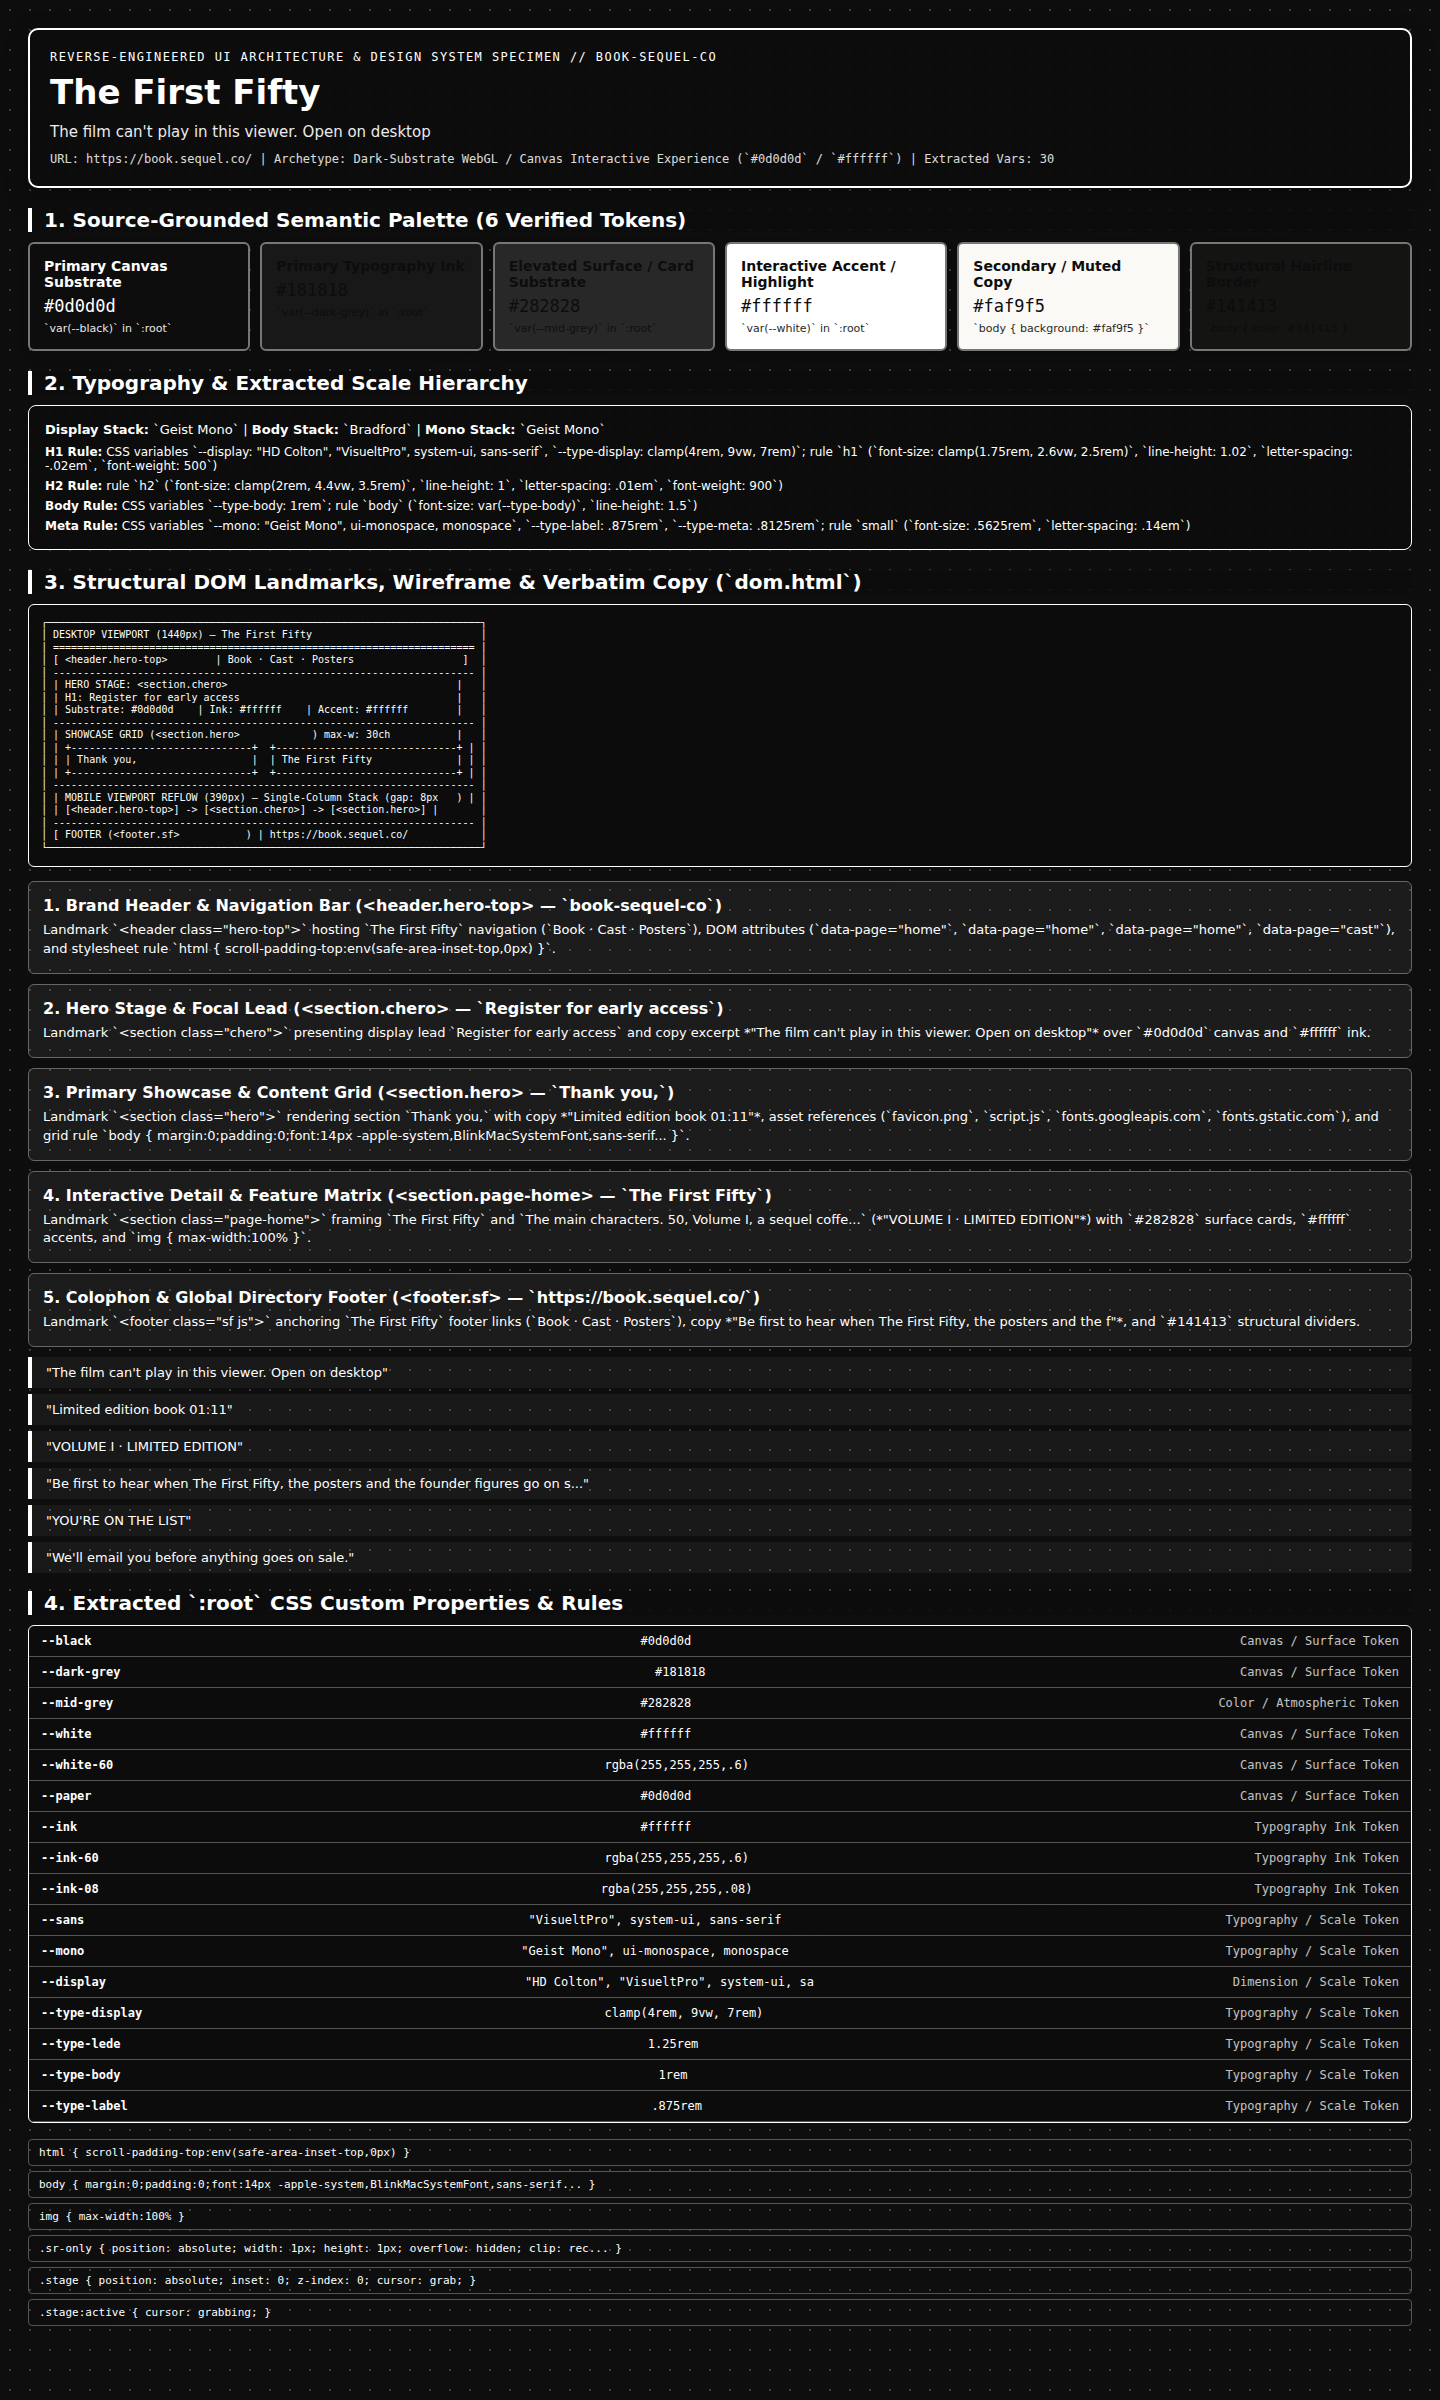 REVERSE-ENGINEERED UI ARCHITECTURE & DESIGN SYSTEM SPECIMEN // BOOK-SEQUEL-CO
The First Fifty
The film can't play in this viewer. Open on desktop
URL: https://book.sequel.co/ | Archetype: Dark-Substrate WebGL / Canvas Interactive Experience (`#0d0d0d` / `#ffffff`) | Extracted Vars: 30
1. Source-Grounded Semantic Palette (6 Verified Tokens)
Primary Canvas
Substrate
#0d0d0d
`var(--black)` in `:root`
Primary Typography Ink
#181818
`var(--dark-grey)` in `:root`
Elevated Surface / Card
Substrate
#282828
`var(--mid-grey)` in `:root`
Interactive Accent /
Highlight
#ffffff
`var(--white)` in `:root`
Secondary / Muted
Copy
#faf9f5
`body { background: #faf9f5 }`
Structural Hairline
Border
#141413
`body { color: #141413 }`
2. Typography & Extracted Scale Hierarchy
Display Stack: `Geist Mono` | Body Stack: `Bradford` | Mono Stack: `Geist Mono`
H1 Rule: CSS variables `--display: "HD Colton", "VisueltPro", system-ui, sans-serif`, `--type-display: clamp(4rem, 9vw, 7rem)`; rule `h1` (`font-size: clamp(1.75rem, 2.6vw, 2.5rem)`, `line-height: 1.02`, `letter-spacing:
-.02em`, `font-weight: 500`)
H2 Rule: rule `h2` (`font-size: clamp(2rem, 4.4vw, 3.5rem)`, `line-height: 1`, `letter-spacing: .01em`, `font-weight: 900`)
Body Rule: CSS variables `--type-body: 1rem`; rule `body` (`font-size: var(--type-body)`, `line-height: 1.5`)
Meta Rule: CSS variables `--mono: "Geist Mono", ui-monospace, monospace`, `--type-label: .875rem`, `--type-meta: .8125rem`; rule `small` (`font-size: .5625rem`, `letter-spacing: .14em`)
3. Structural DOM Landmarks, Wireframe & Verbatim Copy (`dom.html`)
DESKTOP VIEWPORT (1440px) — The First Fifty
======================================================================
[ <header.hero-top> | Book · Cast · Posters ]
----------------------------------------------------------------------
| HERO STAGE: <section.chero> |
| H1: Register for early access |
| Substrate: #0d0d0d | Ink: #ffffff | Accent: #ffffff |
----------------------------------------------------------------------
| SHOWCASE GRID (<section.hero> ) max-w: 30ch |
| +------------------------------+ +------------------------------+ |
| | Thank you, | | The First Fifty | |
| +------------------------------+ +------------------------------+ |
----------------------------------------------------------------------
| MOBILE VIEWPORT REFLOW (390px) — Single-Column Stack (gap: 8px ) |
| [<header.hero-top>] -> [<section.chero>] -> [<section.hero>] |
----------------------------------------------------------------------
[ FOOTER (<footer.sf> ) | https://book.sequel.co/
1. Brand Header & Navigation Bar (<header.hero-top> — `book-sequel-co`)
Landmark `<header class="hero-top">` hosting `The First Fifty` navigation (`Book · Cast · Posters`), DOM attributes (`data-page="home"`, `data-page="home"`, `data-page="home"`, `data-page="cast"`),
and stylesheet rule `html { scroll-padding-top:env(safe-area-inset-top,0px) }`.
2. Hero Stage & Focal Lead (<section.chero> — `Register for early access`)
Landmark `<section class="chero">` presenting display lead `Register for early access` and copy excerpt *"The film can't play in this viewer. Open on desktop"* over `#0d0d0d` canvas and `#ffffff` ink.
3. Primary Showcase & Content Grid (<section.hero> — `Thank you,`)
Landmark `<section class="hero">` rendering section `Thank you,` with copy *"Limited edition book 01:11"*, asset references (`favicon.png`, `script.js`, `fonts.googleapis.com`, `fonts.gstatic.com`), and
grid rule `body { margin:0;padding:0;font:14px -apple-system,BlinkMacSystemFont,sans-serif... }`.
4. Interactive Detail & Feature Matrix (<section.page-home> — `The First Fifty`)
Landmark `<section class="page-home">` framing `The First Fifty` and `The main characters. 50, Volume I, a sequel coffe...` (*"VOLUME I · LIMITED EDITION"*) with `#282828` surface cards, `#ffffff`
accents, and `img { max-width:100% }`.
5. Colophon & Global Directory Footer (<footer.sf> — `https://book.sequel.co/`)
Landmark `<footer class="sf js">` anchoring `The First Fifty` footer links (`Book · Cast · Posters`), copy *"Be first to hear when The First Fifty, the posters and the f"*, and `#141413` structural dividers.
"The film can't play in this viewer. Open on desktop"
"Limited edition book 01:11"
"VOLUME I · LIMITED EDITION"
"Be first to hear when The First Fifty, the posters and the founder figures go on s..."
"YOU'RE ON THE LIST"
"We'll email you before anything goes on sale."
4. Extracted `:root` CSS Custom Properties & Rules
--black #0d0d0d Canvas / Surface Token
--dark-grey #181818 Canvas / Surface Token
--mid-grey #282828 Color / Atmospheric Token
--white #ffffff Canvas / Surface Token
--white-60 rgba(255,255,255,.6) Canvas / Surface Token
--paper #0d0d0d Canvas / Surface Token
--ink #ffffff Typography Ink Token
--ink-60 rgba(255,255,255,.6) Typography Ink Token
--ink-08 rgba(255,255,255,.08) Typography Ink Token
--sans "VisueltPro", system-ui, sans-serif Typography / Scale Token
--mono "Geist Mono", ui-monospace, monospace Typography / Scale Token
--display "HD Colton", "VisueltPro", system-ui, sa Dimension / Scale Token
--type-display clamp(4rem, 9vw, 7rem) Typography / Scale Token
--type-lede 1.25rem Typography / Scale Token
--type-body 1rem Typography / Scale Token
--type-label .875rem Typography / Scale Token
html { scroll-padding-top:env(safe-area-inset-top,0px) }
body { margin:0;padding:0;font:14px -apple-system,BlinkMacSystemFont,sans-serif... }
img { max-width:100% }
.sr-only { position: absolute; width: 1px; height: 1px; overflow: hidden; clip: rec... }
.stage { position: absolute; inset: 0; z-index: 0; cursor: grab; }
.stage:active { cursor: grabbing; }